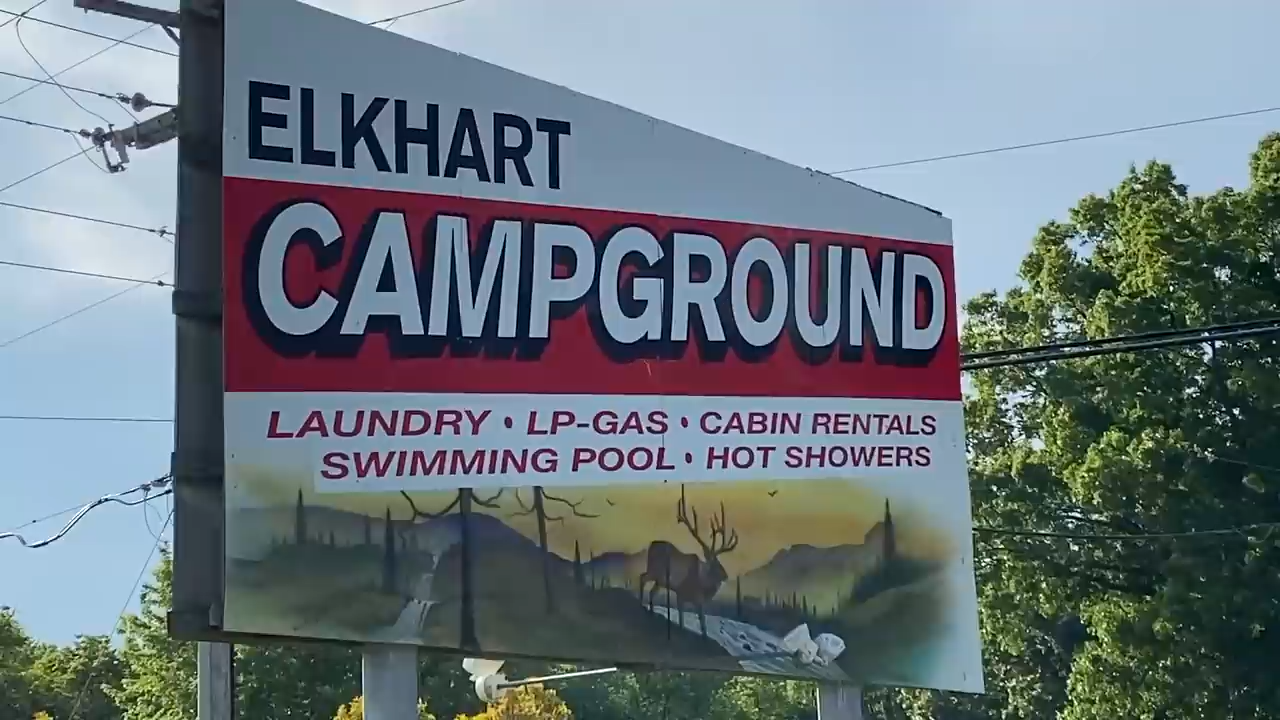 ELKHART
CAMPGROUND
LAUNDRY • LP-GAS • CABIN RENTALS
SWIMMING POOL • HOT SHOWERS